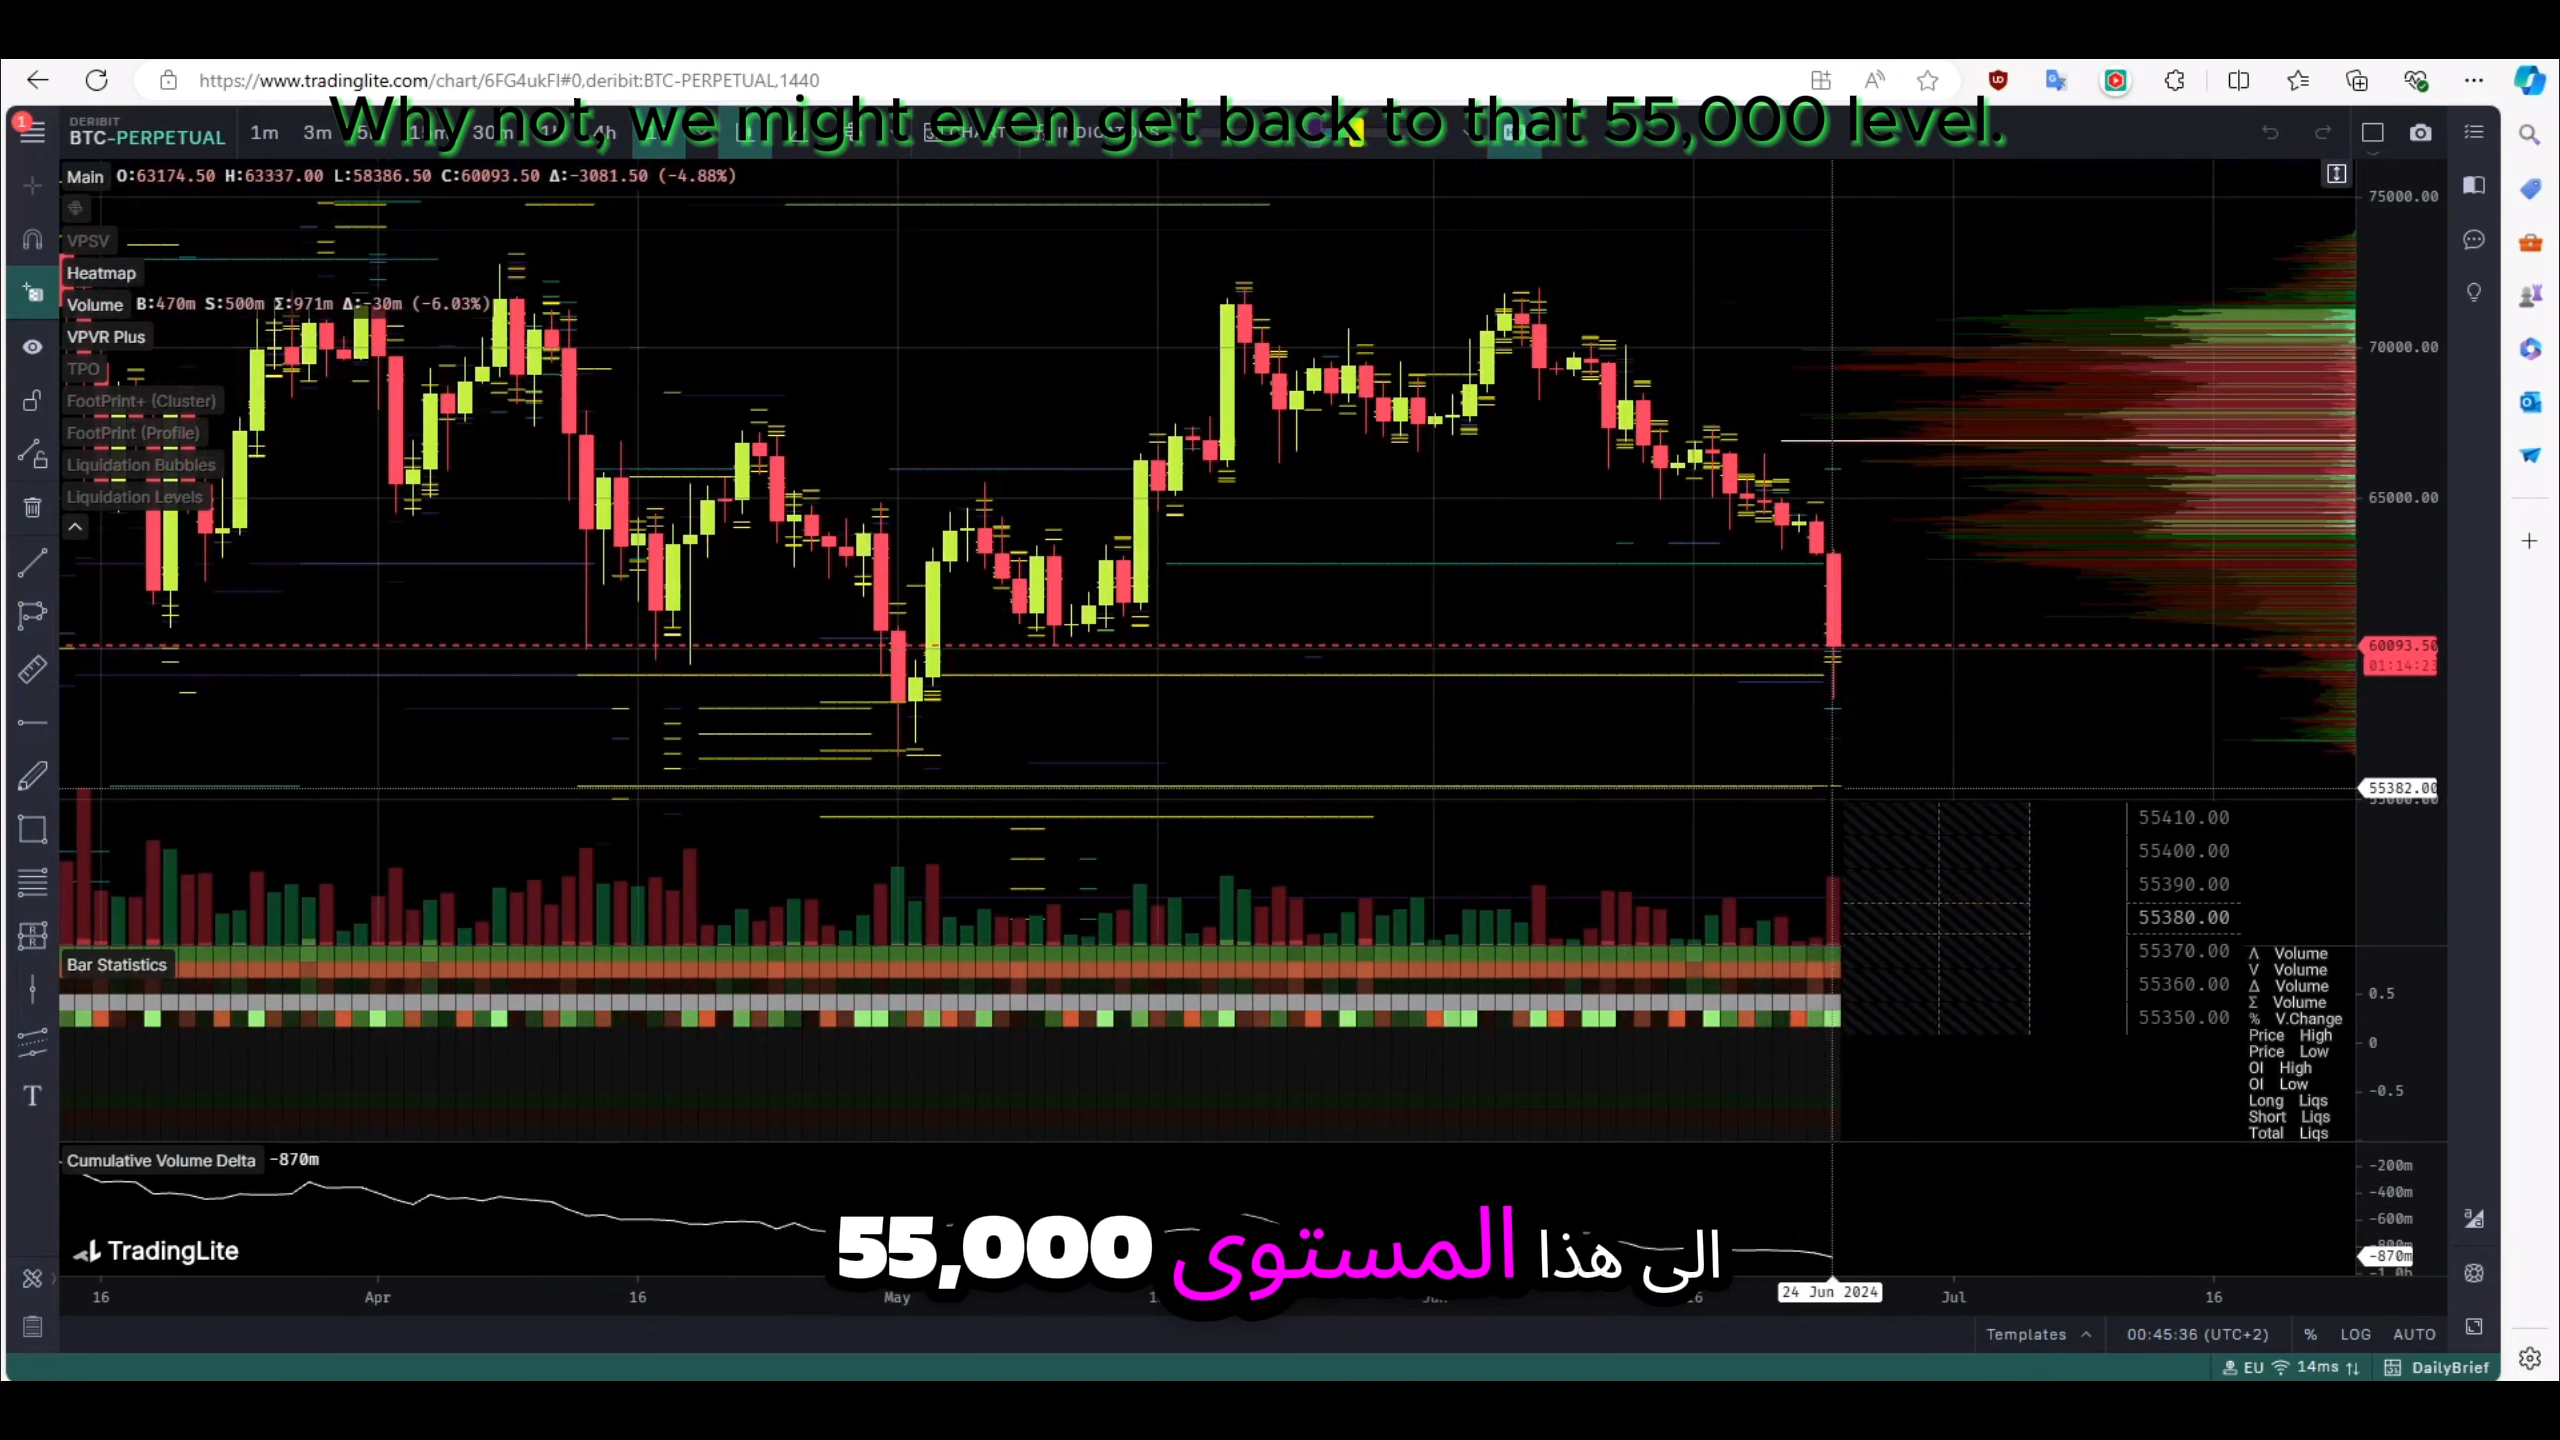 https://www.tradinglite.com/chart/6FG4ukFI#0,deribit:BTC-PERPETUAL,1440
Why not, we might even get back to that 55,000 level.
1
DERIBIT
BTC-PERPETUAL
1m 3m 30m 4h
Main O:63174.50 H:63337.00 L:58386.50 C:60093.50 Δ:-3081.50 (-4.88%)
VPSV
Heatmap
Volume B:470m S:500m Σ:971m Δ:-30m (-6.03%)
VPVR Plus
TPO
FootPrint+ (Cluster)
FootPrint (Profile)
Liquidation Bubbles
Liquidation Levels
75000.00
70000.00
65000.00
60093.50
01:14:23
55382.00
55000.00
55410.00
55400.00
55390.00
55380.00
55370.00
55360.00
55350.00
Bar Statistics
Λ Volume
V Volume
Δ Volume
Σ Volume
% V.Change
Price High
Price Low
OI High
OI Low
Long Liqs
Short Liqs
Total Liqs
0.5
0
-0.5
Cumulative Volume Delta -870m
-200m
-400m
-600m
-870m
TradingLite
الى هذا المستوى 55,000
16 Apr 16 May 24 Jun 2024 Jul 16
Templates 00:45:36 (UTC+2) % LOG AUTO
EU 14ms DailyBrief
T